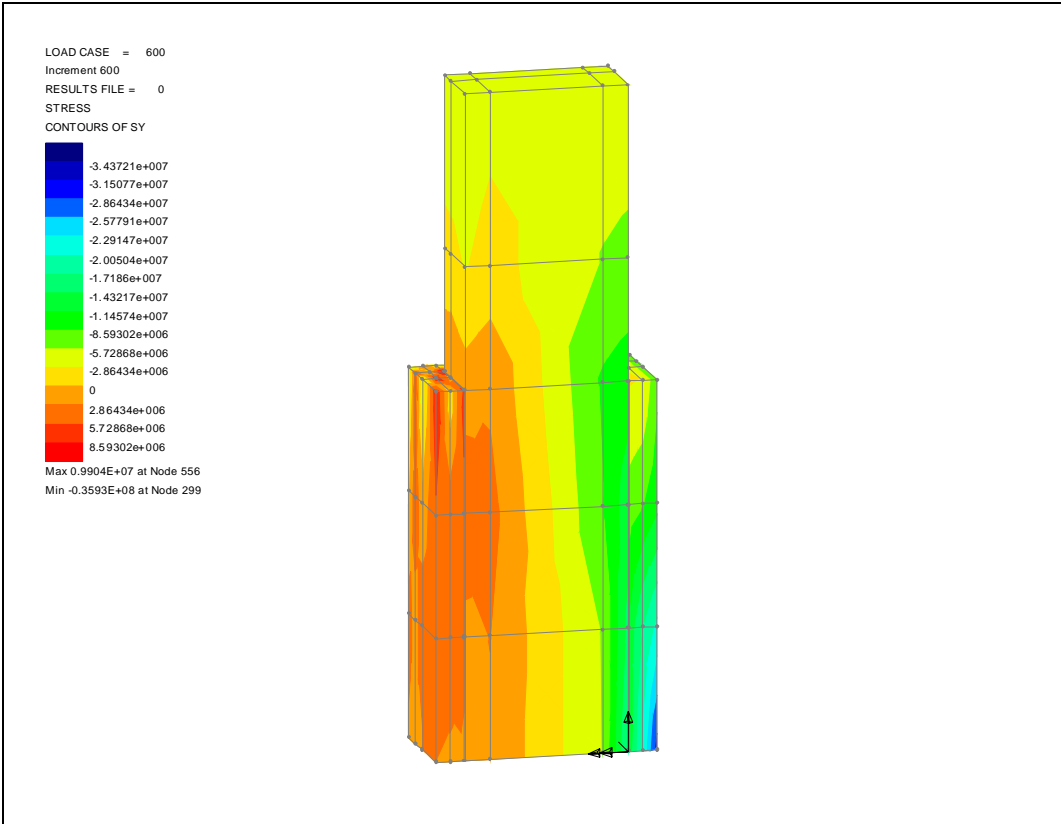 LOAD CASE = 600
Increment 600
RESULTS FILE = 0
STRESS
CONTOURS OF SY
-3.43721e+007
-3.15077e+007
-2.86434e+007
-2.57791e+007
-2.29147e+007
-2.00504e+007
-1.7186e+007
-1.43217e+007
-1.14574e+007
-8.59302e+006
-5.72868e+006
-2.86434e+006
0
2.86434e+006
5.72868e+006
8.59302e+006
Max 0.9904E+07 at Node 556
Min -0.3593E+08 at Node 299